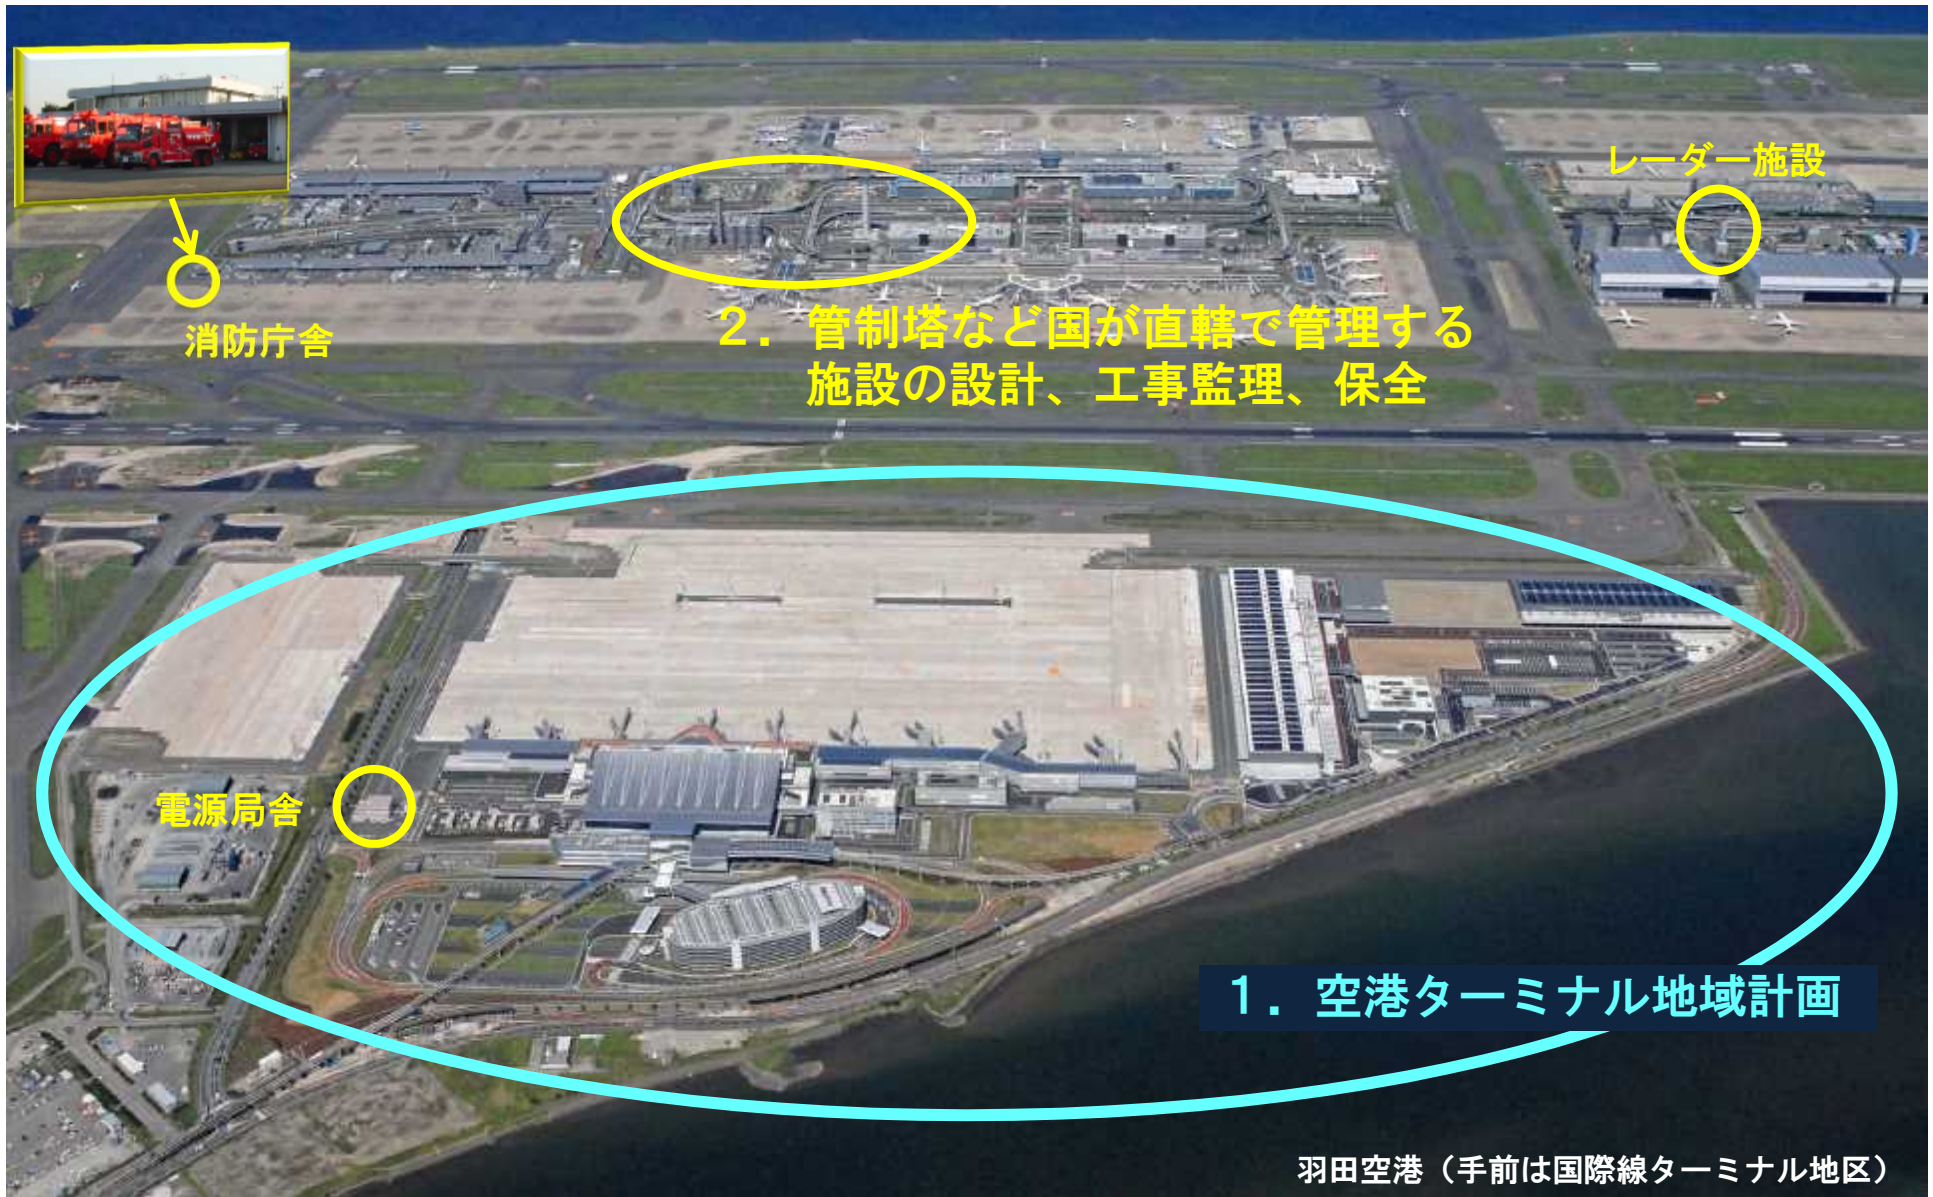 レーダー施設
消防庁舎
２．管制塔など国が直轄で管理する
施設の設計、工事監理、保全
電源局舎
１．空港ターミナル地域計画
羽田空港（手前は国際線ターミナル地区）